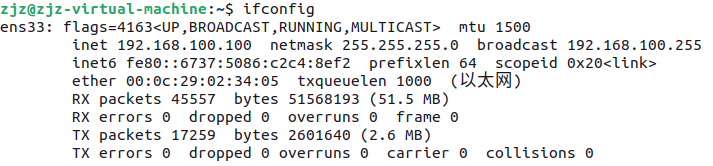 zjz@zjz-virtual-machine:~$ ifconfig
ens33: flags=4163<UP,BROADCAST,RUNNING,MULTICAST>  mtu 1500
        inet 192.168.100.100  netmask 255.255.255.0  broadcast 192.168.100.255
        inet6 fe80::6737:5086:c2c4:8ef2  prefixlen 64  scopeid 0x20<link>
        ether 00:0c:29:02:34:05  txqueuelen 1000  (以太网)
        RX packets 45557  bytes 51568193 (51.5 MB)
        RX errors 0  dropped 0  overruns 0  frame 0
        TX packets 17259  bytes 2601640 (2.6 MB)
        TX errors 0  dropped 0 overruns 0  carrier 0  collisions 0